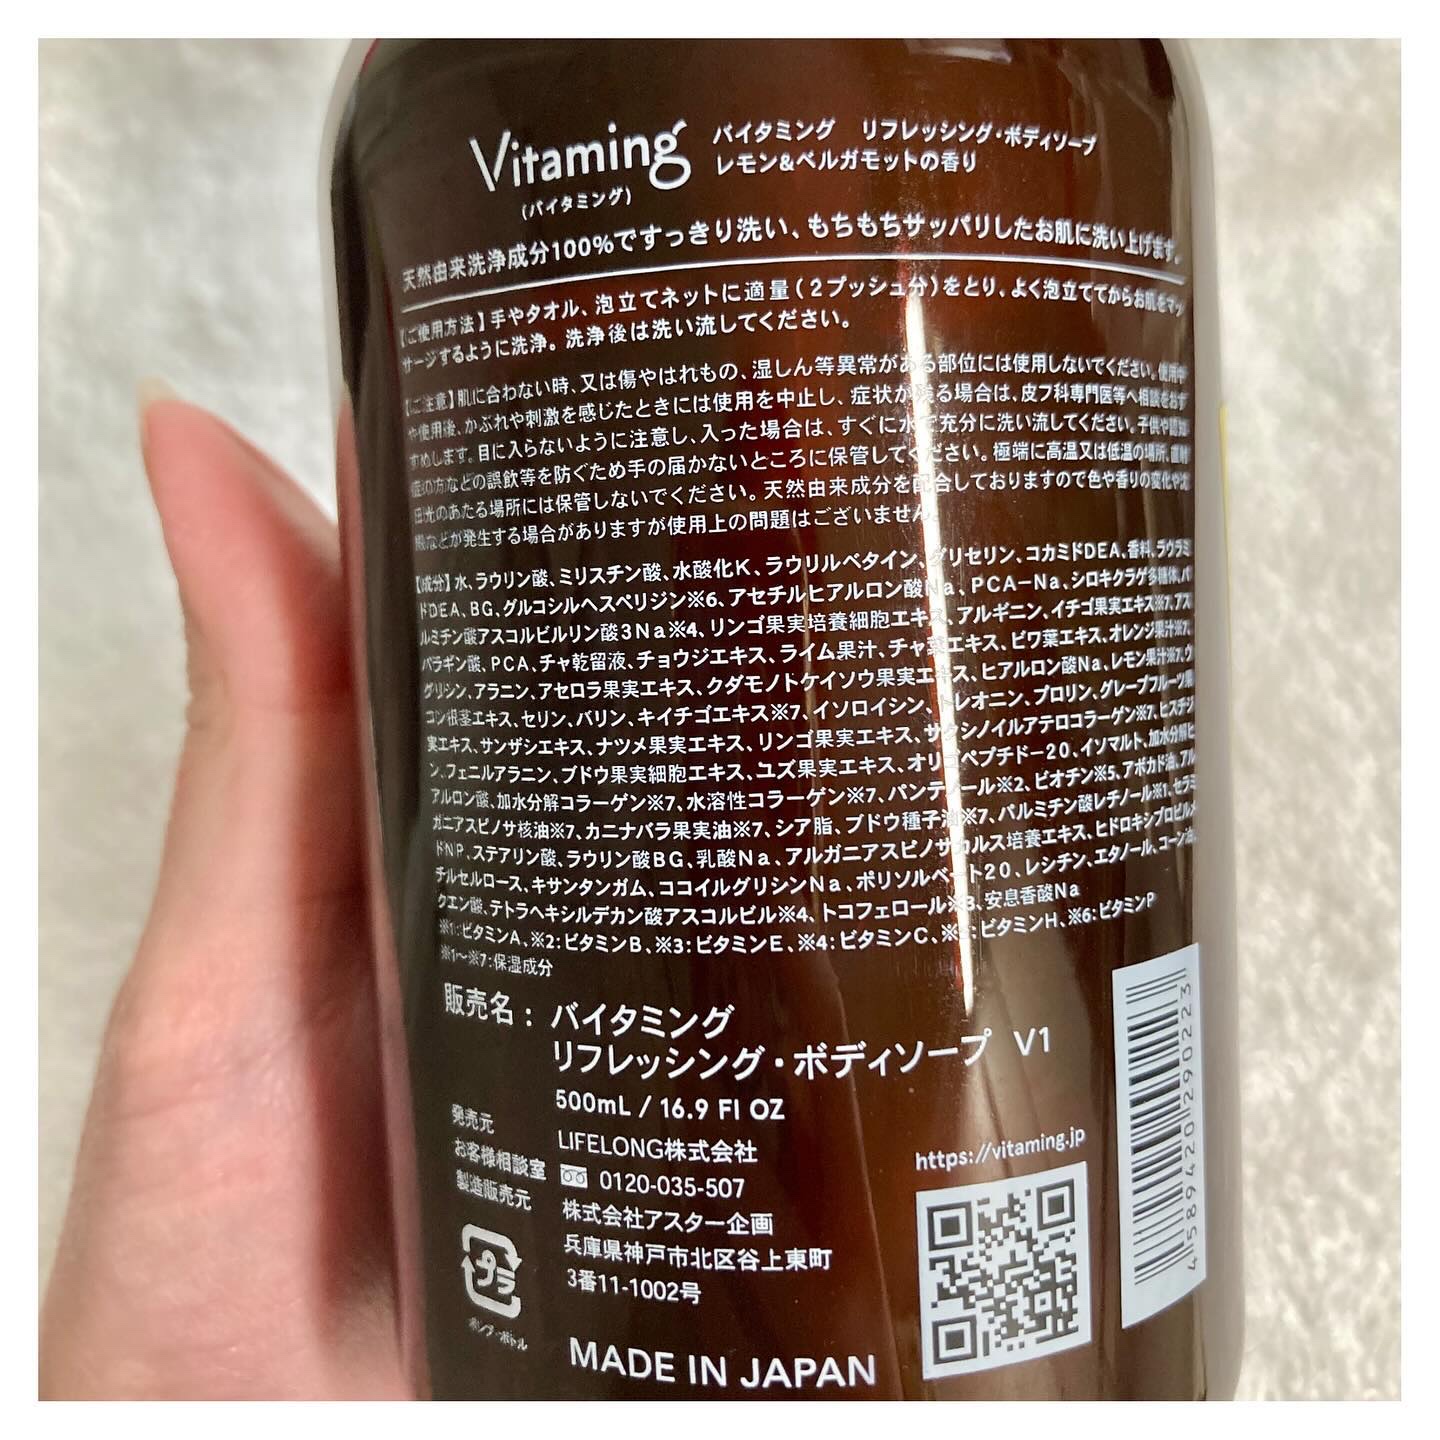 Vitaming
(バイタミング)
バイタミング リフレッシング・ボディソープ
レモン&ベルガモットの香り
天然由来洗浄成分100%ですっきり洗い、もちもちサッパリしたお肌に洗い上げます。
【ご使用方法】手やタオル、泡立てネットに適量(2プッシュ分)をとり、よく泡立ててからお肌をマッ
サージするように洗浄。洗浄後は洗い流してください。
【ご注意】肌に合わない時、又は傷やはれもの、湿しん等異常がある部位には使用しないでください。使用中
や使用後、かぶれや刺激を感じたときには使用を中止し、症状が残る場合は、皮フ科専門医等へ相談をおす
すめします。目に入らないように注意し、入った場合は、すぐに水で充分に洗い流してください。子供や認知
症の方などの誤飲等を防ぐため手の届かないところに保管してください。極端に高温又は低温の場所、直射
日光のあたる場所には保管しないでください。天然由来成分を配合しておりますので色や香りの変化や沈
殿などが発生する場合がありますが使用上の問題はございません。
【成分】水、ラウリン酸、ミリスチン酸、水酸化K、ラウリルベタイン、グリセリン、コカミドDEA、香料、ラウラミ
ドDEA、BG、グルコシルヘスペリジン※6、アセチルヒアルロン酸Na、PCA-Na、シロキクラゲ多糖体、パ
ルミチン酸アスコルビルリン酸3Na※4、リンゴ果実培養細胞エキス、アルギニン、イチゴ果実エキス※7、アス
パラギン酸、PCA、チャ乾留液、チョウジエキス、ライム果汁、チャ葉エキス、ビワ葉エキス、オレンジ果汁※7、
グリシン、アラニン、アセロラ果実エキス、クダモノトケイソウ果実エキス、ヒアルロン酸Na、レモン果汁※7、ウ
コン根茎エキス、セリン、バリン、キイチゴエキス※7、イソロイシン、トレオニン、プロリン、グレープフルーツ果
実エキス、サンザシエキス、ナツメ果実エキス、リンゴ果実エキス、サクシノイルアテロコラーゲン※7、ヒスチジ
ン、フェニルアラニン、ブドウ果実細胞エキス、ユズ果実エキス、オリゴペプチド-20、イソマルト、加水分解ヒ
アルロン酸、加水分解コラーゲン※7、水溶性コラーゲン※7、パンテノール※2、ビオチン※5、アボカド油、アル
ガニアスピノサ核油※7、カニナバラ果実油※7、シア脂、ブドウ種子油※7、パルミチン酸レチノール※1、セラミ
ドNP、ステアリン酸、ラウリン酸BG、乳酸Na、アルガニアスピノサカルス培養エキス、ヒドロキシプロピルメ
チルセルロース、キサンタンガム、ココイルグリシンNa、ポリソルベート20、レシチン、エタノール、コーン油、
クエン酸、テトラヘキシルデカン酸アスコルビル※4、トコフェロール※3、安息香酸Na
※1:ビタミンA、※2:ビタミンB、※3:ビタミンE、※4:ビタミンC、※5:ビタミンH、※6:ビタミンP
※1~※7:保湿成分
販売名: バイタミング
リフレッシング・ボディソープ V1
500mL / 16.9 Fl OZ
発売元 LIFELONG株式会社
お客様相談室 0120-035-507
製造販売元 株式会社アスター企画
兵庫県神戸市北区谷上東町
3番11-1002号
プラ
ポンプ・ボトル
MADE IN JAPAN
https://vitaming.jp
4589420290223